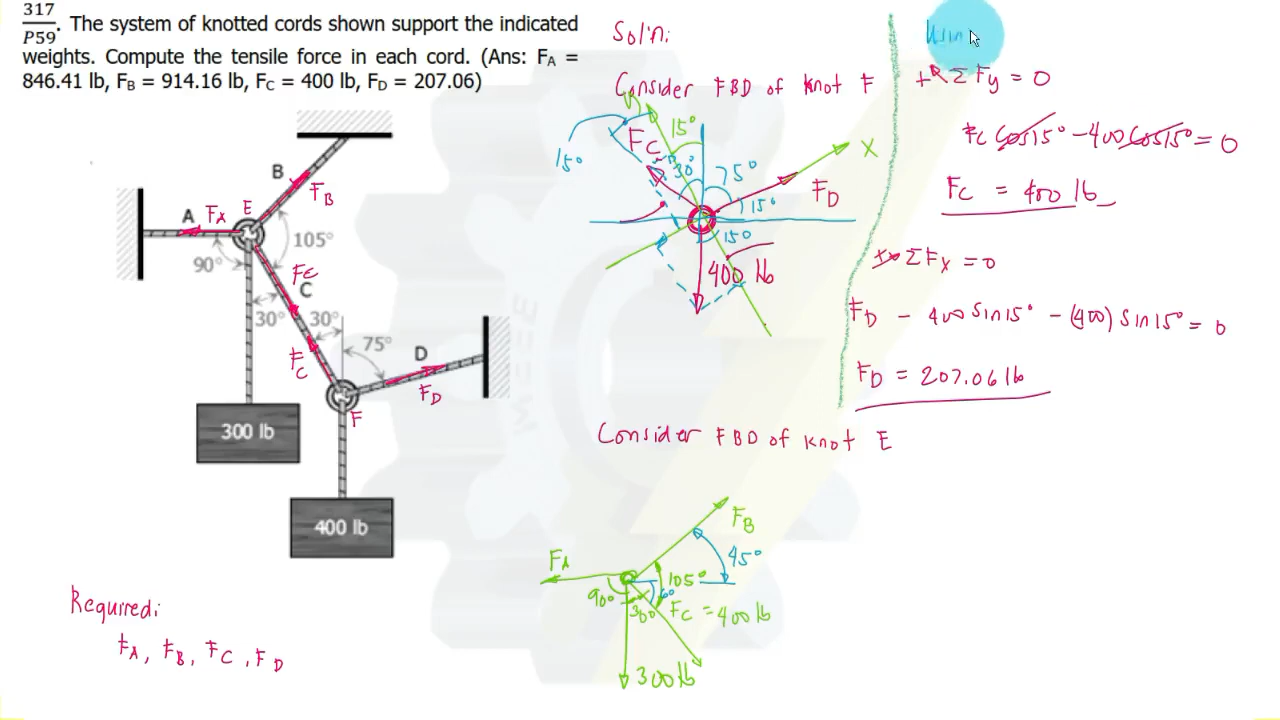 317
P59. The system of knotted cords shown support the indicated
weights. Compute the tensile force in each cord. (Ans: FA =
846.41 lb, FB = 914.16 lb, FC = 400 lb, FD = 207.06)
B
FB
A
FA
E
105°
90°
FC
C
30°
30°
75°
D
FC
FD
F
300 lb
400 lb
Required:
FA, FB, FC, FD
Sol'n:
Consider FBD of knot F
Y
15°
15°
FC
30°
75°
X
FD
15°
15°
400 lb
Consider FBD of knot E
FB
FA
45°
105°
90°
60°
30°
FC = 400 lb
300 lb
Usin
+ ΣFy = 0
FC Cos15° - 400 Cos15° = 0
FC = 400 lb
ΣFx = 0
FD - 400 Sin15° - (400) Sin15° = 0
FD = 207.06 lb